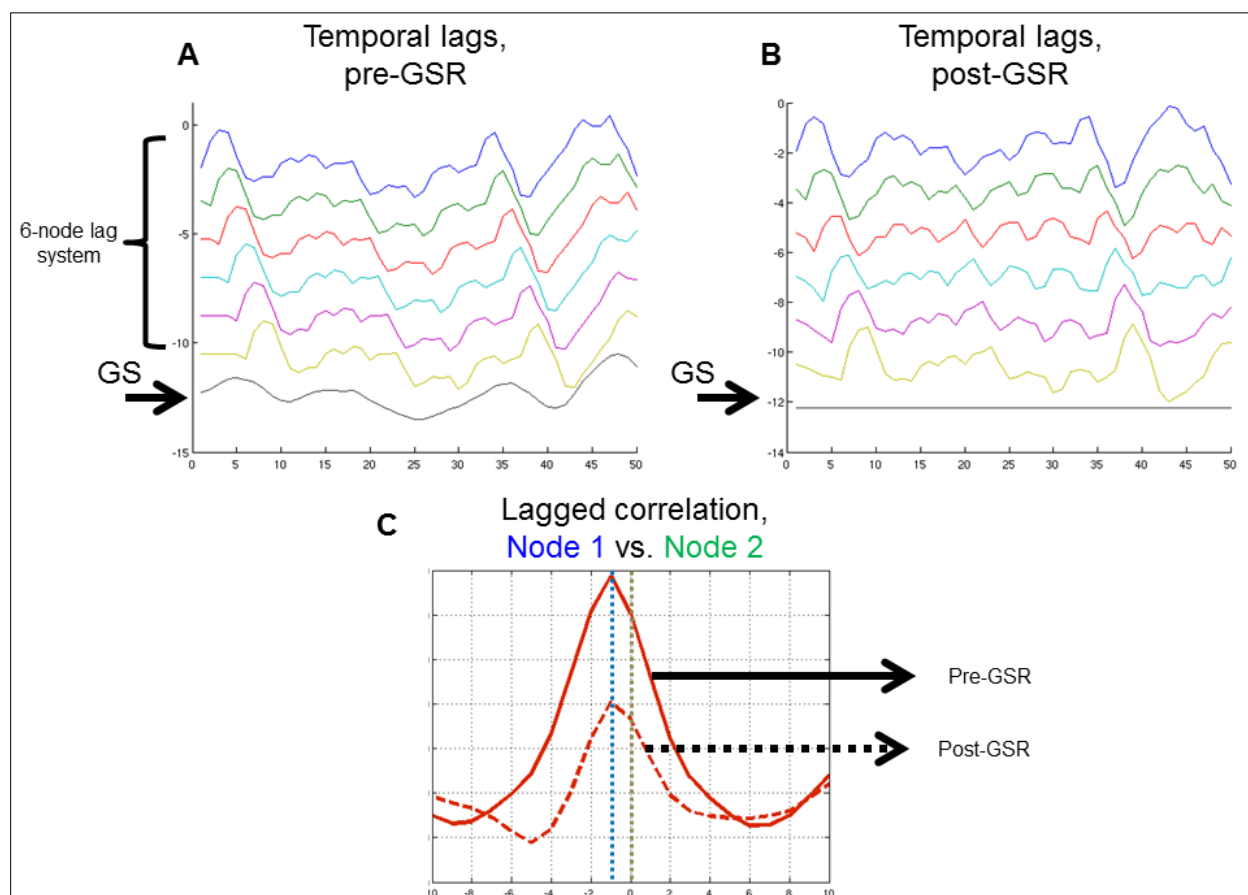 A
Temporal lags,
pre-GSR
0
-5
-10
-15
0 5 10 15 20 25 30 35 40 45 50
6-node lag
system
GS
B
Temporal lags,
post-GSR
0
-2
-4
-6
-8
-10
-12
-14
0 5 10 15 20 25 30 35 40 45 50
GS
C
Lagged correlation,
Node 1 vs. Node 2
Pre-GSR
Post-GSR
10 -8 -6 -4 -2 0 2 4 6 8 10